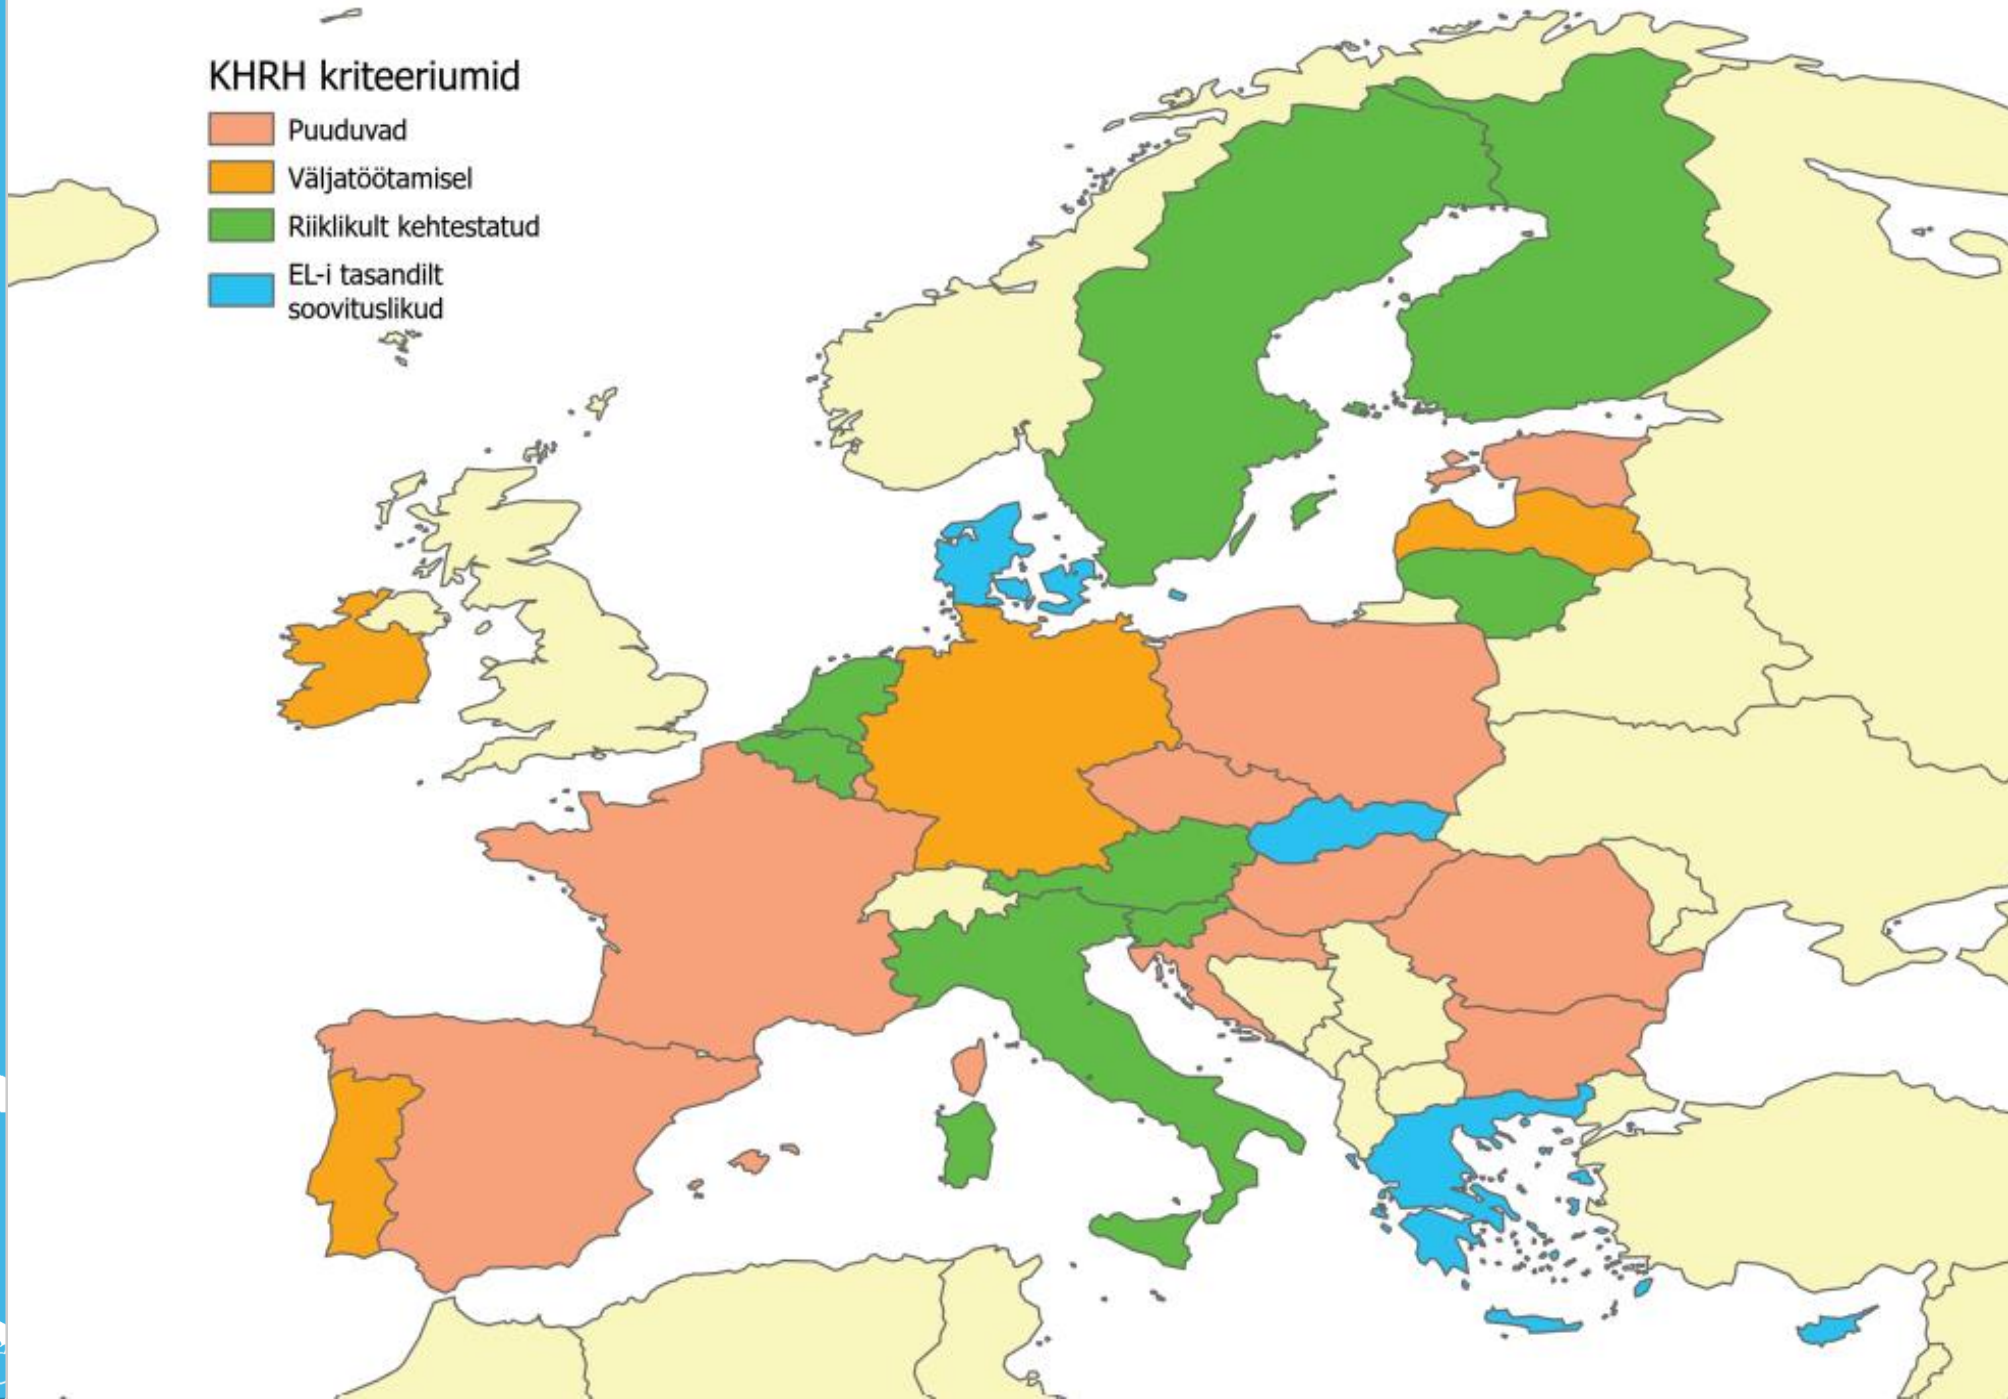 KHRH kriteeriumid
Puuduvad
Väljatöötamisel
Riiklikult kehtestatud
EL-i tasandilt
soovituslikud